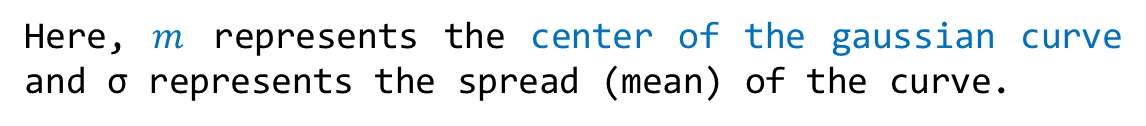 Here, m represents the center of the gaussian curve
and σ represents the spread (mean) of the curve.